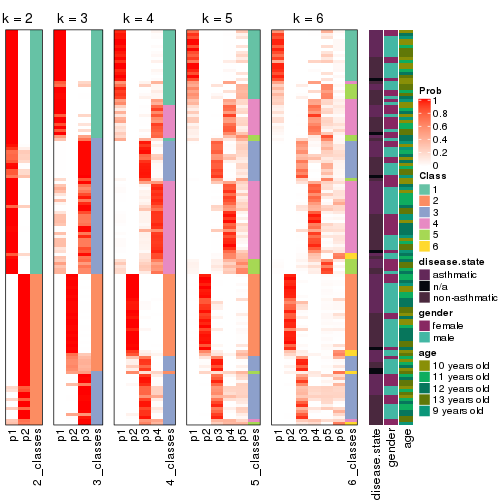 k = 2
k = 3
k = 4
k = 5
k = 6
Prob
1
0.8
0.6
0.4
0.2
0
Class
1
2
3
4
5
6
disease.state
asthmatic
n/a
non-asthmatic
gender
female
male
age
10 years old
11 years old
12 years old
13 years old
9 years old
p1
p2
2_classes
p1
p2
p3
3_classes
p1
p2
p3
p4
4_classes
p1
p2
p3
p4
p5
5_classes
p1
p2
p3
p4
p5
p6
6_classes
disease.state
gender
age